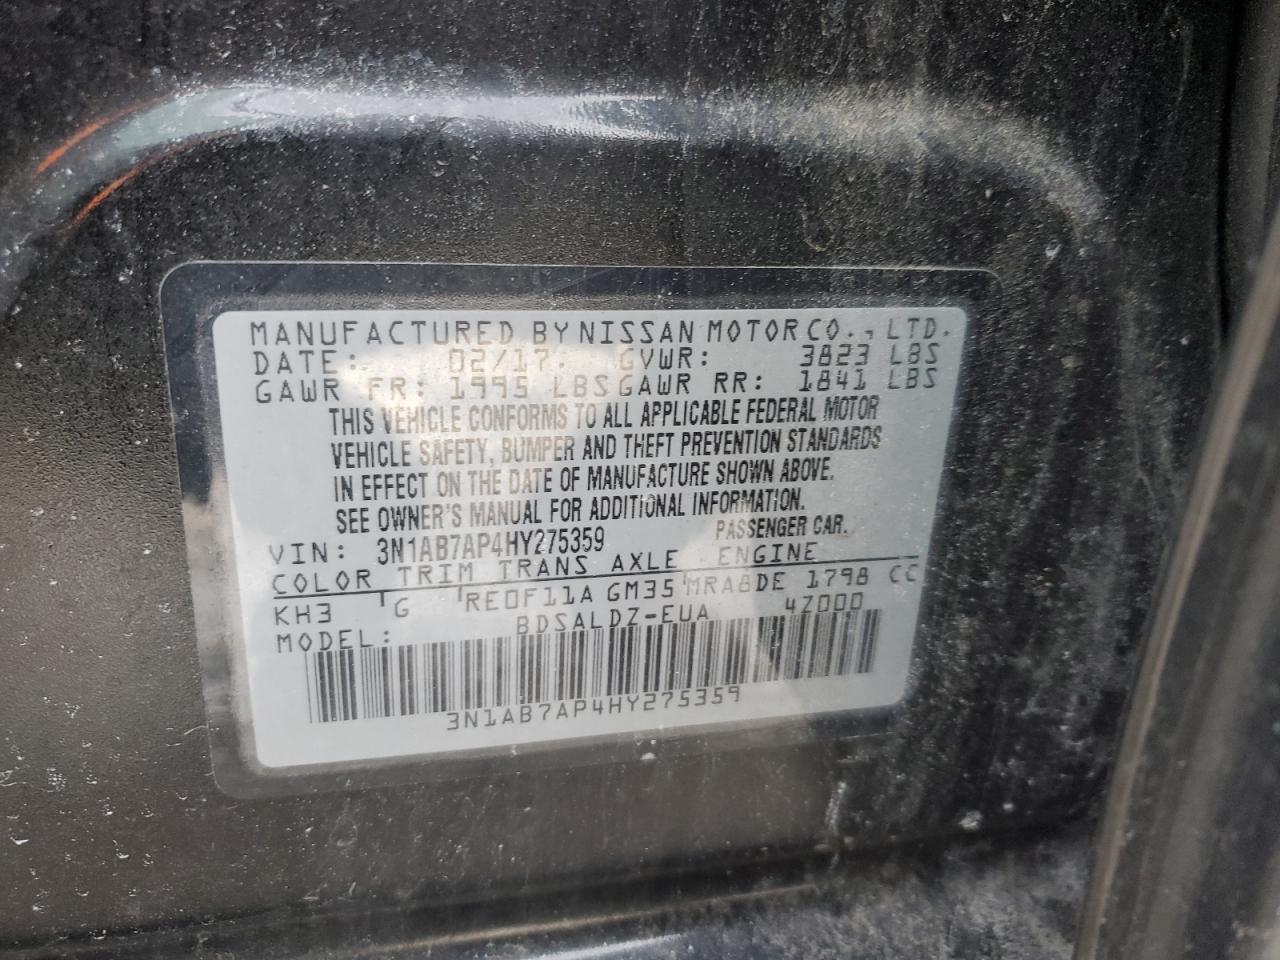 MANUFACTURED BY NISSAN MOTOR CO., LTD.
DATE: 02/17 GVWR: 3823 LBS
GAWR FR: 1995 LBS GAWR RR: 1841 LBS
THIS VEHICLE CONFORMS TO ALL APPLICABLE FEDERAL MOTOR
VEHICLE SAFETY, BUMPER AND THEFT PREVENTION STANDARDS
IN EFFECT ON THE DATE OF MANUFACTURE SHOWN ABOVE.
SEE OWNER'S MANUAL FOR ADDITIONAL INFORMATION.
PASSENGER CAR.
VIN: 3N1AB7AP4HY275359
COLOR TRIM TRANS AXLE ENGINE
KH3 G RE0F11A GM35 MRA8DE 1798 CC
MODEL: BDSALDZ-EUA 4Z000
3N1AB7AP4HY275359